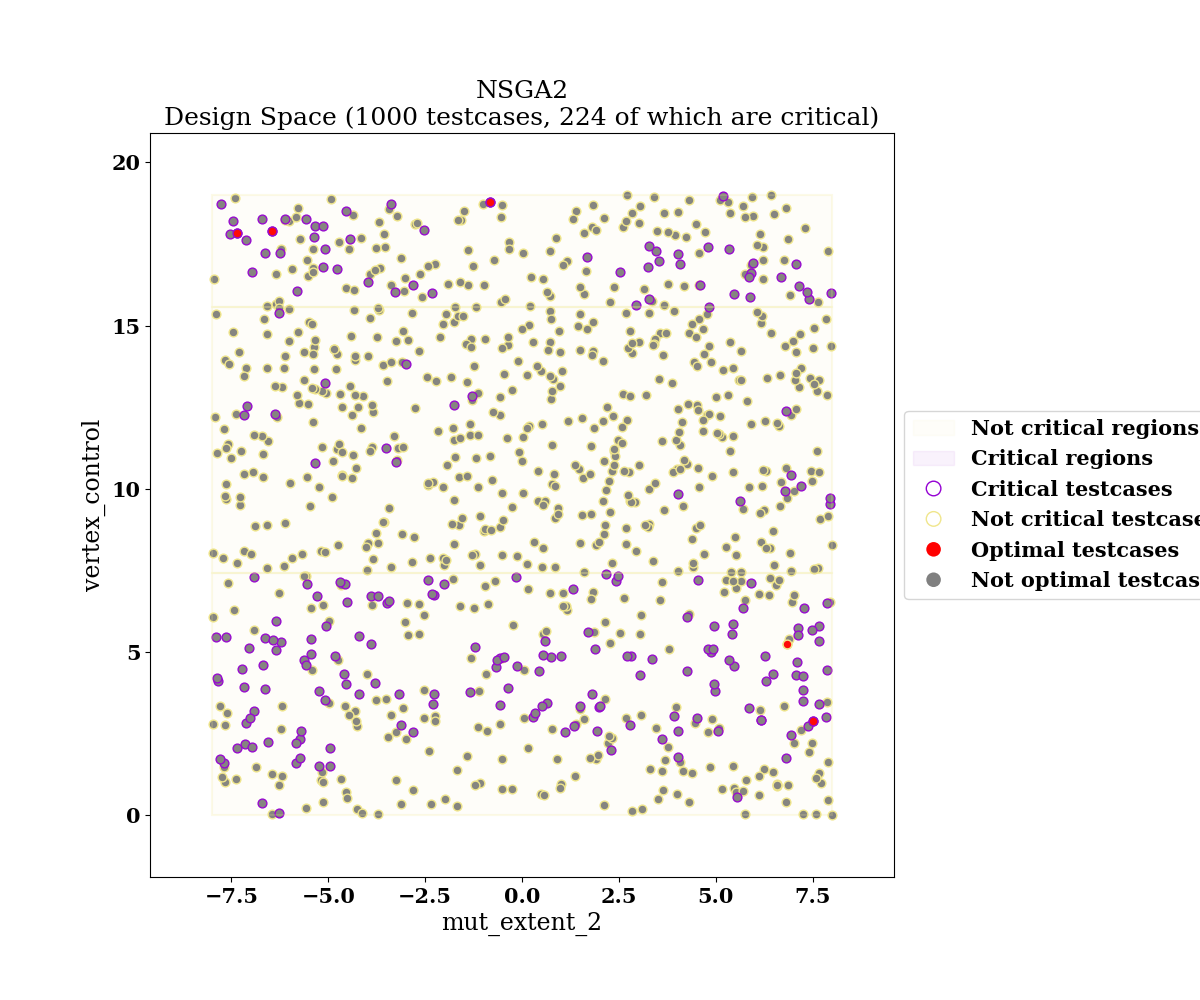 NSGA2
Design Space (1000 testcases, 224 of which are critical)
20
15
10
5
0
vertex_control
−7.5
−5.0
−2.5
0.0
2.5
5.0
7.5
mut_extent_2
Not critical regions
Critical regions
Critical testcases
Not critical testcase
Optimal testcases
Not optimal testcas